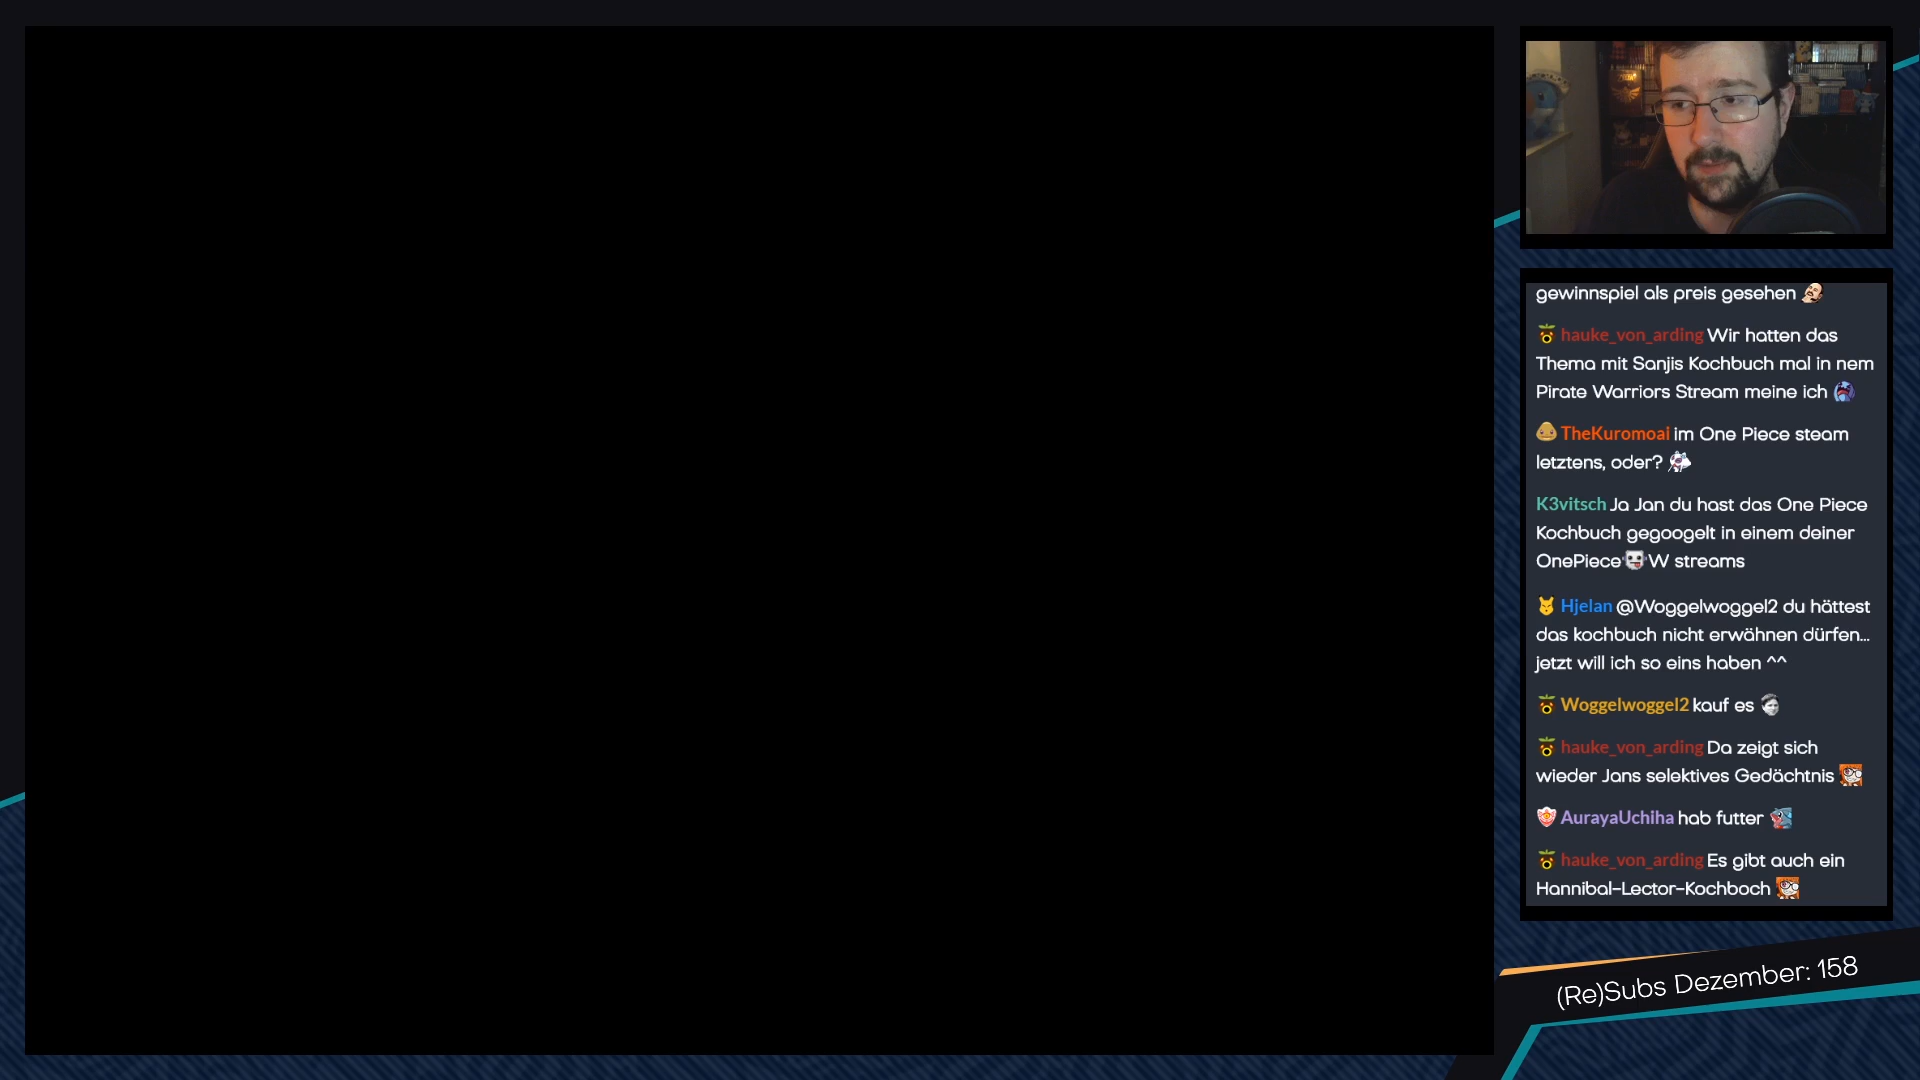 gewinnspiel als preis gesehen
hauke_von_arding Wir hatten das
Thema mit Sanjis Kochbuch mal in nem
Pirate Warriors Stream meine ich
TheKuromoai im One Piece steam
letztens, oder?
K3vitsch Ja Jan du hast das One Piece
Kochbuch gegoogelt in einem deiner
OnePiece W streams
Hjelan @Woggelwoggel2 du hättest
das kochbuch nicht erwähnen dürfen...
jetzt will ich so eins haben ^^
Woggelwoggel2 kauf es
hauke_von_arding Da zeigt sich
wieder Jans selektives Gedächtnis
AurayaUchiha hab futter
hauke_von_arding Es gibt auch ein
Hannibal-Lector-Kochboch
(Re)Subs Dezember: 158